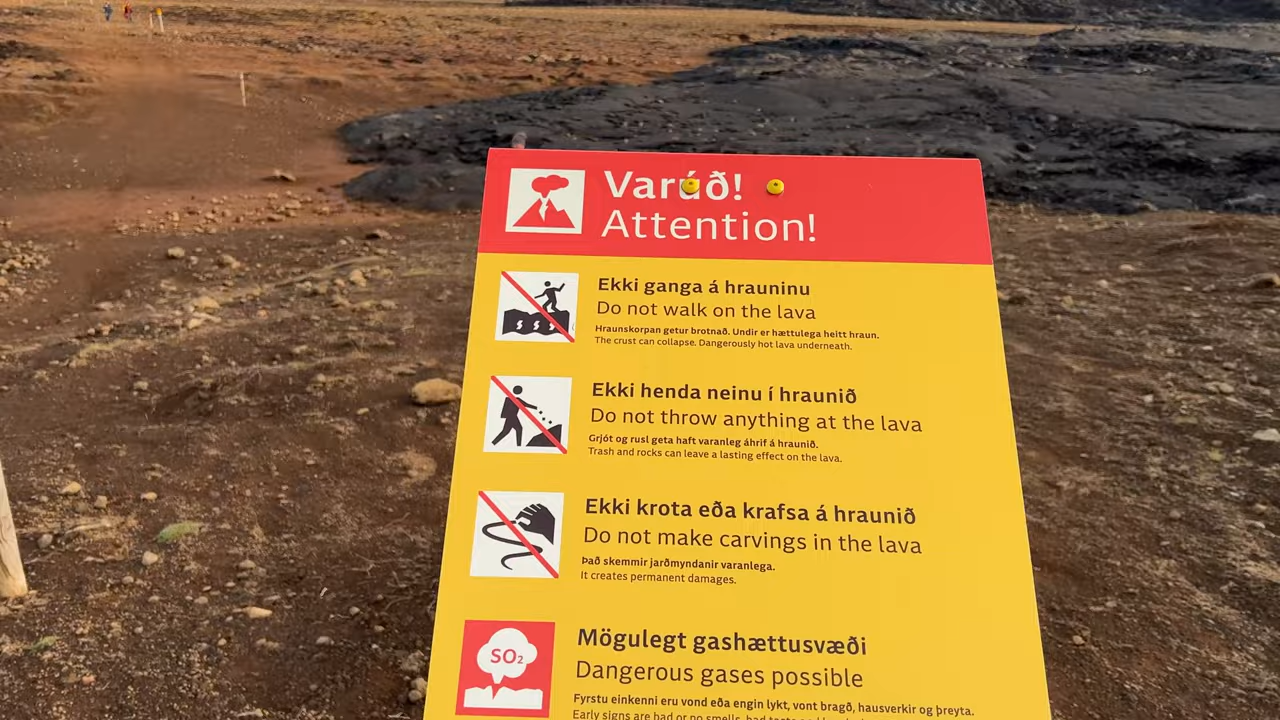 Varúð!
Attention!
Ekki ganga á hrauninu
Do not walk on the lava
Hraunskorpan getur brotnað. Undir er hættulega heitt hraun.
The crust can collapse. Dangerously hot lava underneath.
Ekki henda neinu í hraunið
Do not throw anything at the lava
Grjót og rusl geta haft varanleg áhrif á hraunið.
Trash and rocks can leave a lasting effect on the lava.
Ekki krota eða krafsa á hraunið
Do not make carvings in the lava
Það skemmir jarðmyndanir varanlega.
It creates permanent damages.
SO₂
Mögulegt gashættusvæði
Dangerous gases possible
Fyrstu einkenni eru vond eða engin lykt, vont bragð, hausverkir og þreyta.
Early signs are bad or no smells, bad